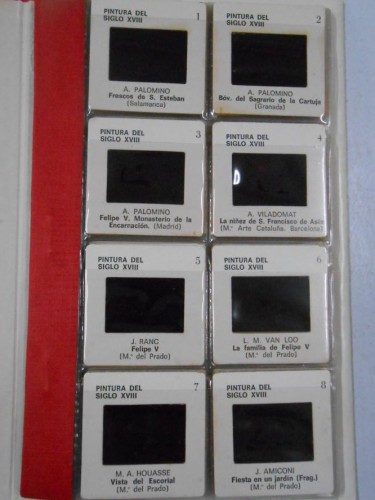 PINTURA DEL
SIGLO XVIII
1
A. PALOMINO
Frescos de S. Esteban
(Salamanca)
PINTURA DEL
SIGLO XVIII
2
A. PALOMINO
Bóv. del Sagrario de la Cartuja
(Granada)
PINTURA DEL
SIGLO XVIII
3
A. PALOMINO
Felipe V. Monasterio de la
Encarnación. (Madrid)
PINTURA DEL
SIGLO XVIII
4
A. VILADOMAT
La niñez de S. Francisco de Asis
(M.º Arte Cataluña. Barcelona)
PINTURA DEL
SIGLO XVIII
5
J. RANC
Felipe V
(M.º del Prado)
PINTURA DEL
SIGLO XVIII
6
L. M. VAN LOO
La familia de Felipe V
(M.º del Prado)
PINTURA DEL
SIGLO XVIII
7
M. A. HOUASSE
Vista del Escorial
(M.º del Prado)
PINTURA DEL
SIGLO XVIII
8
J. AMICONI
Fiesta en un jardín (Frag.)
(M.º del Prado)